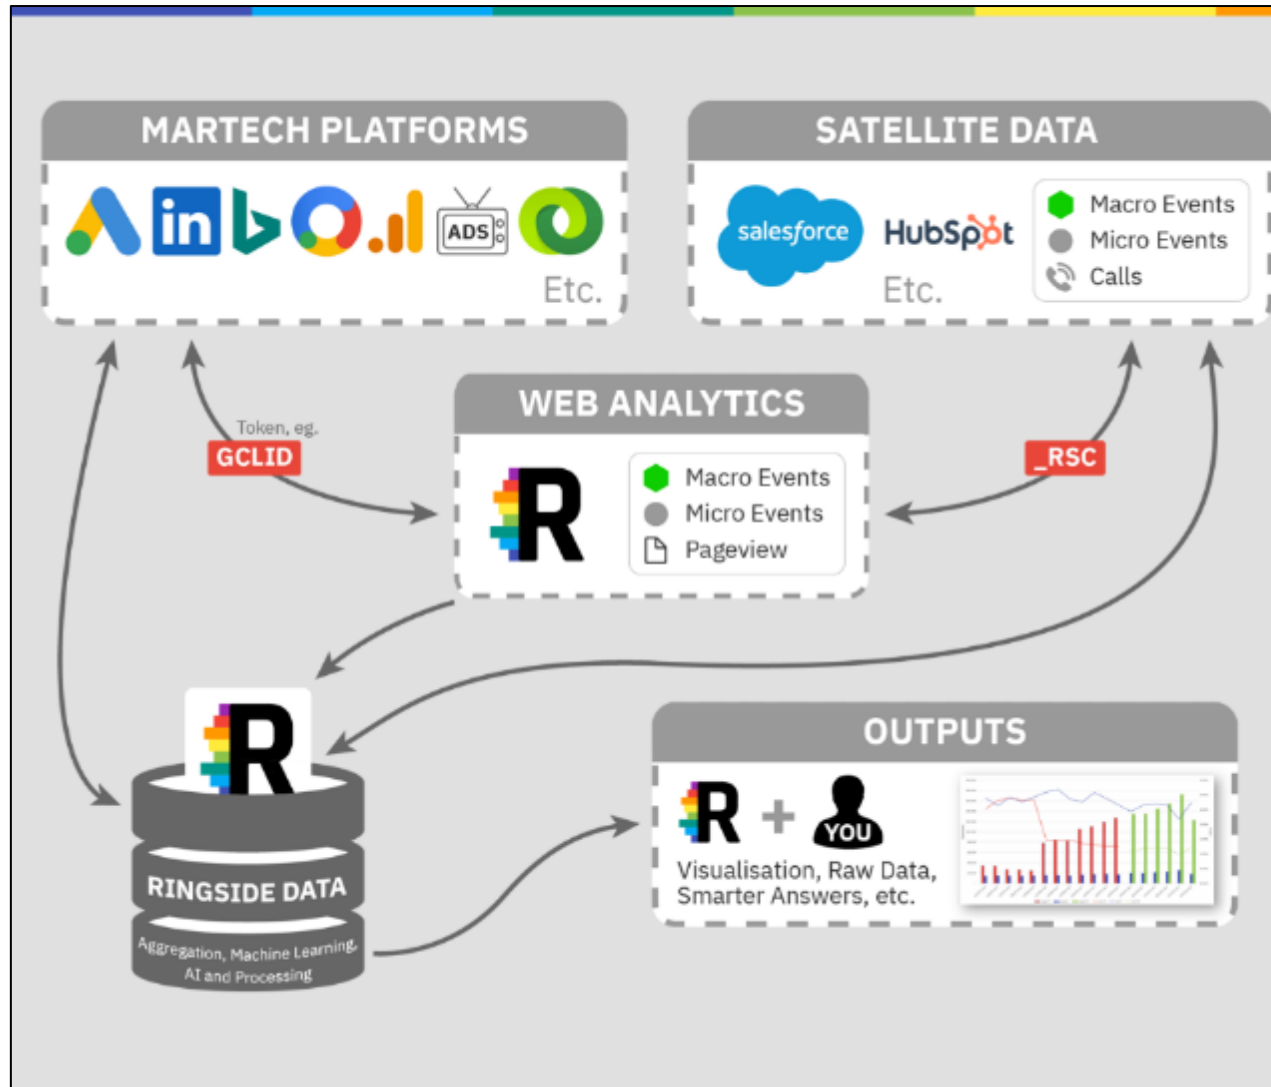 MARTECH PLATFORMS
in
ADS
Etc.
SATELLITE DATA
salesforce
HubSpot
Etc.
Macro Events
Micro Events
Calls
Token, eg.
GCLID
WEB ANALYTICS
R
Macro Events
Micro Events
Pageview
_RSC
R
RINGSIDE DATA
Aggregation, Machine Learning,
AI and Processing
OUTPUTS
R + YOU
Visualisation, Raw Data,
Smarter Answers, etc.